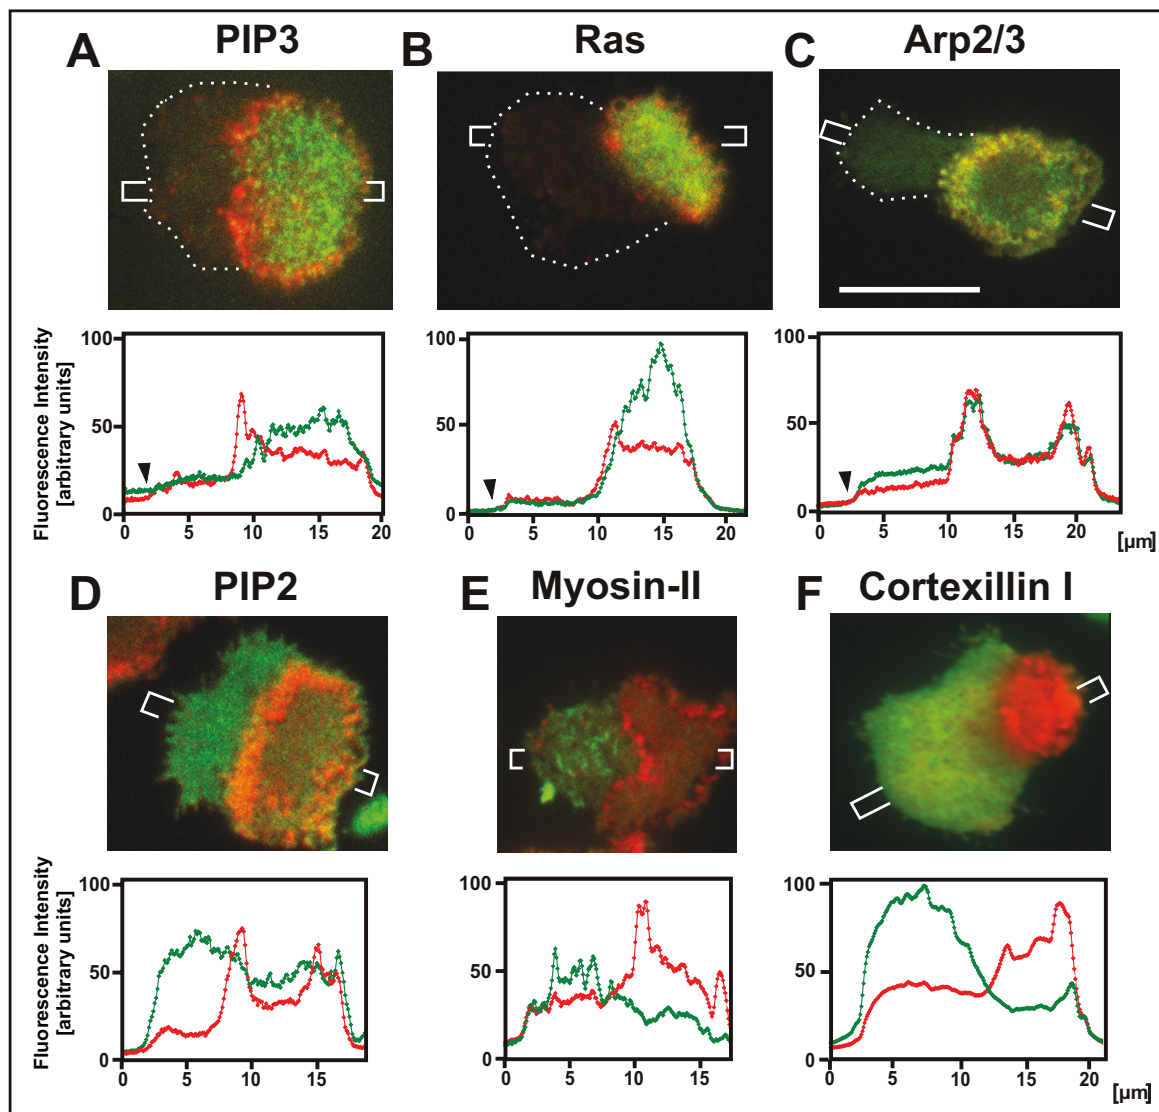 A PIP3 B Ras C Arp2/3
Fluorescence Intensity
[arbitrary units]
100 100 100
50 50 50
0 0 0
0 5 10 15 20 0 5 10 15 20 0 5 10 15 20
[µm]
D PIP2 E Myosin-II F Cortexillin I
Fluorescence Intensity
[arbitrary units]
100 100 100
50 50 50
0 0 0
0 5 10 15 0 5 10 15 0 5 10 15 20
[µm]